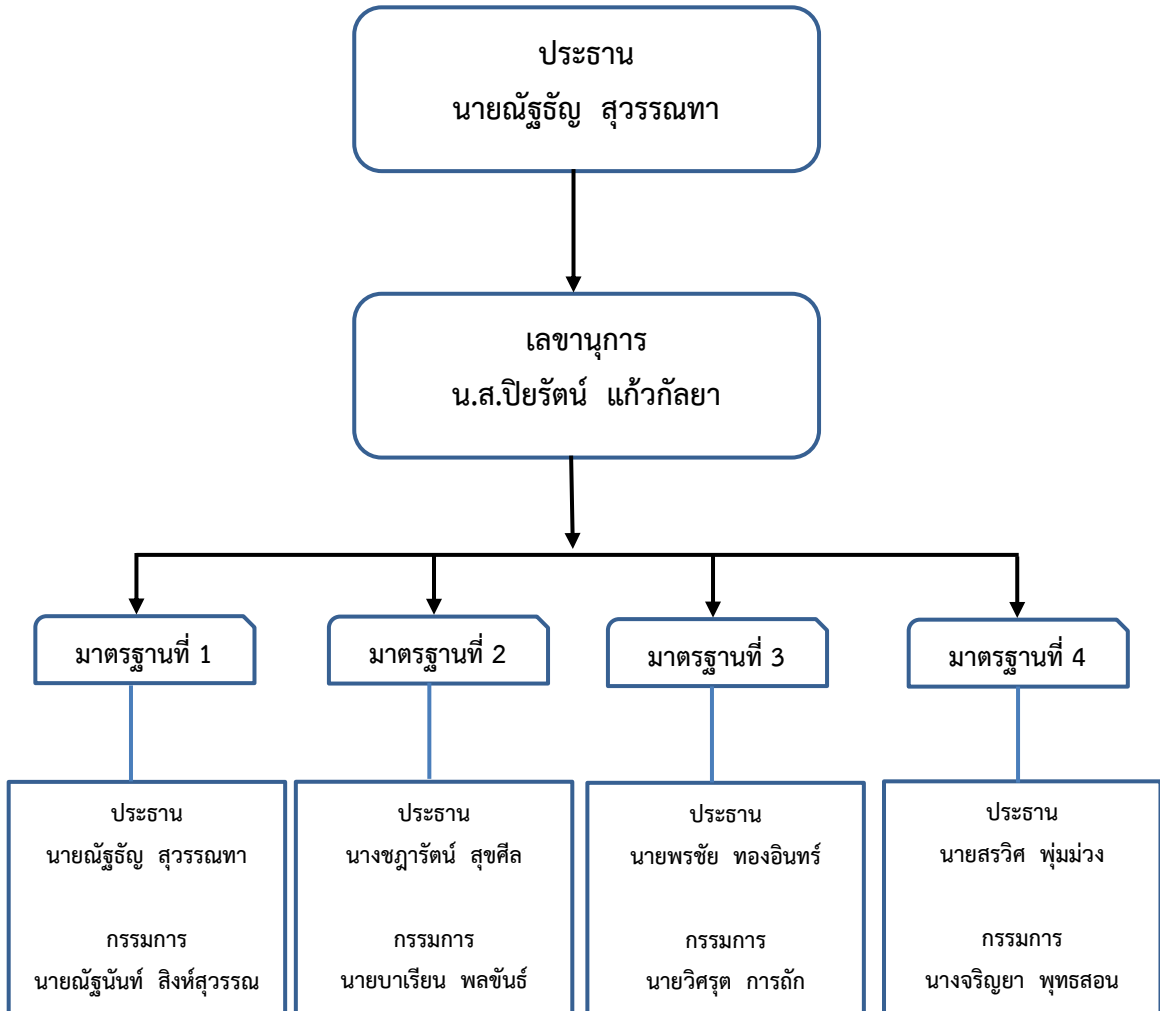 ประธาน
นายณัฐธัญ สุวรรณทา
เลขานุการ
น.ส.ปิยรัตน์ แก้วกัลยา
มาตรฐานที่ 1
มาตรฐานที่ 2
มาตรฐานที่ 3
มาตรฐานที่ 4
ประธาน
นายณัฐธัญ สุวรรณทา
กรรมการ
นายณัฐนันท์ สิงห์สุวรรณ
ประธาน
นางชฎารัตน์ สุขศีล
กรรมการ
นายบาเรียน พลขันธ์
ประธาน
นายพรชัย ทองอินทร์
กรรมการ
นายวิศรุต การถัก
ประธาน
นายสรวิศ พุ่มม่วง
กรรมการ
นางจริญยา พุทธสอน